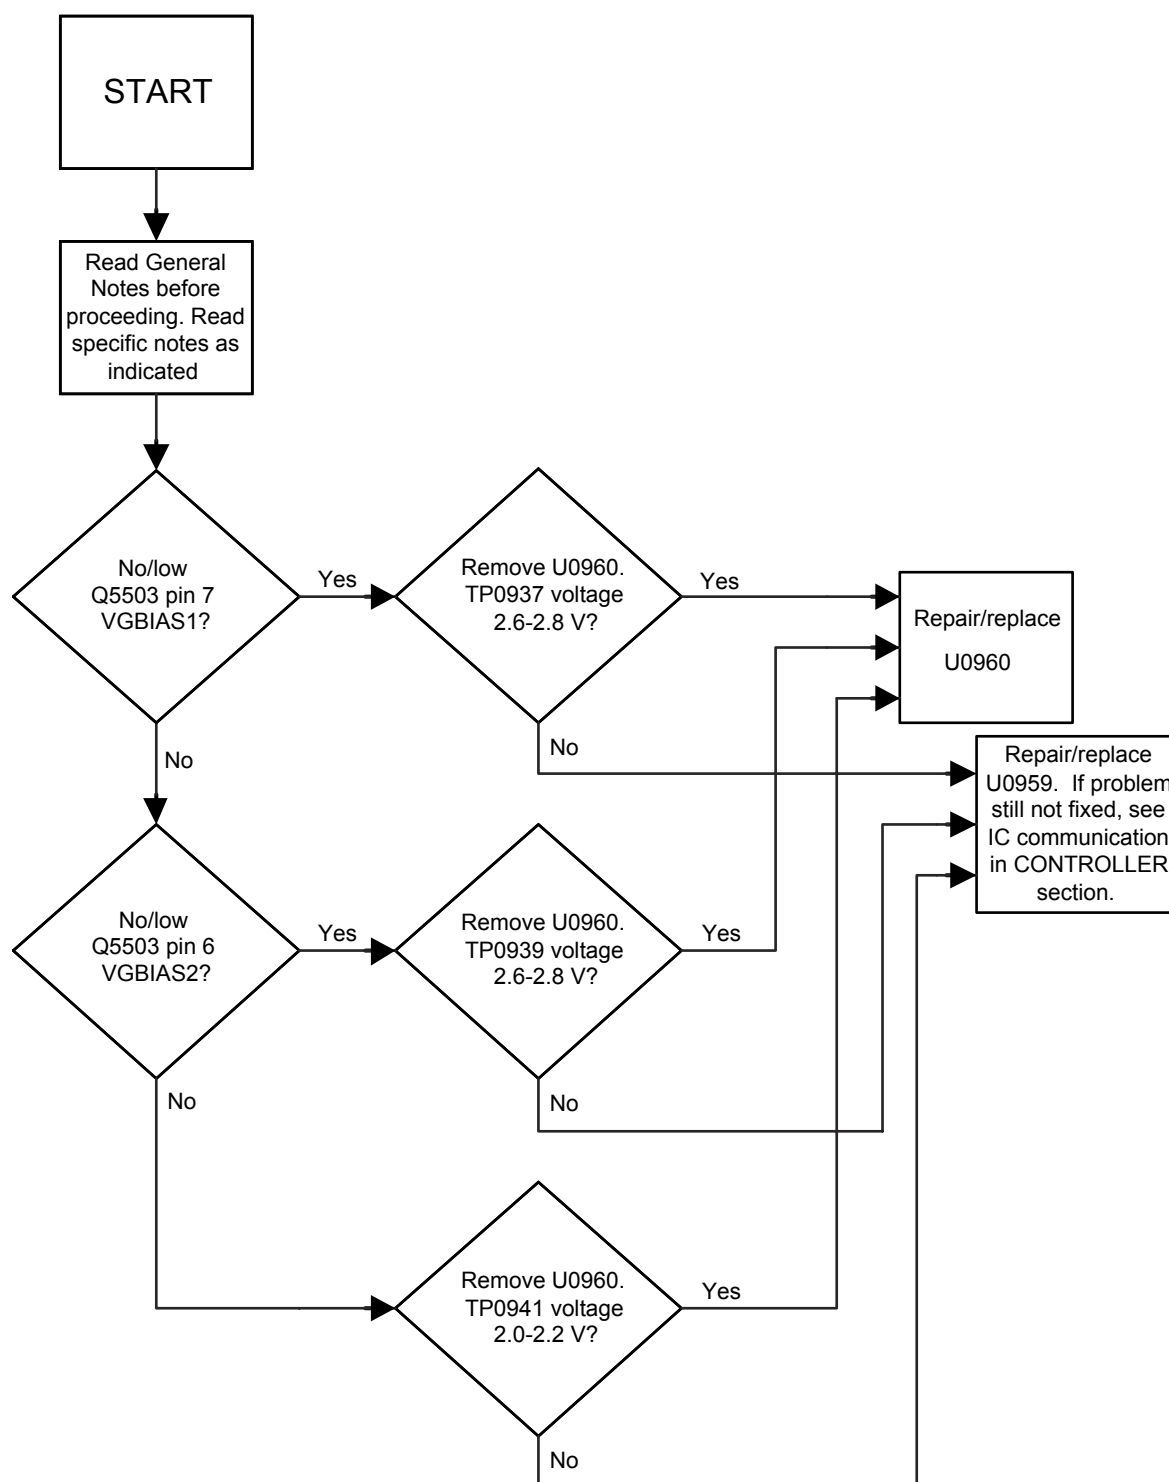 START
Read General
Notes before
proceeding. Read
specific notes as
indicated
No/low
Q5503 pin 7
VGBIAS1?
Yes
Remove U0960.
TP0937 voltage
2.6-2.8 V?
Yes
Repair/replace
U0960
No
No
Repair/replace
U0959.  If problem
still not fixed, see
IC communication
in CONTROLLER
section.
No/low
Q5503 pin 6
VGBIAS2?
Yes
Remove U0960.
TP0939 voltage
2.6-2.8 V?
Yes
No
No
Remove U0960.
TP0941 voltage
2.0-2.2 V?
Yes
No